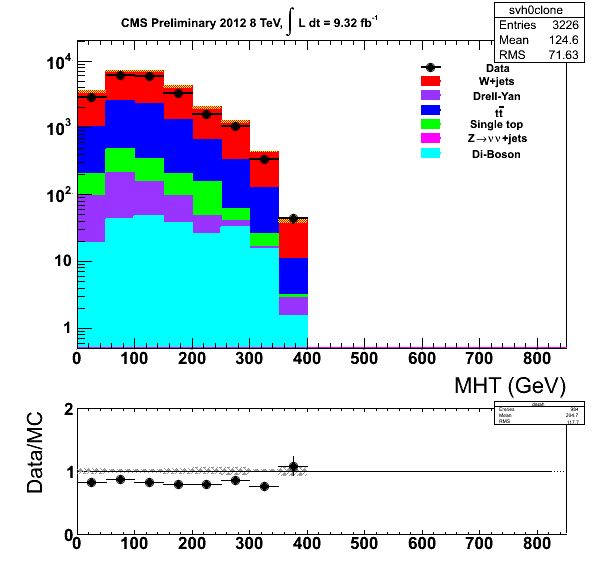 CMS Preliminary 2012 8 TeV, ∫ L dt = 9.32 fb⁻¹
svh0clone
Entries 3226
Mean 124.6
RMS 71.63
Data
W+jets
Drell-Yan
tt̄
Single top
Z→νν+jets
Di-Boson
10⁴
10³
10²
10
1
0 100 200 300 400 500 600 700 800
MHT (GeV)
Entries
Mean
RMS
Data/MC
2
1
0
0 100 200 300 400 500 600 700 800